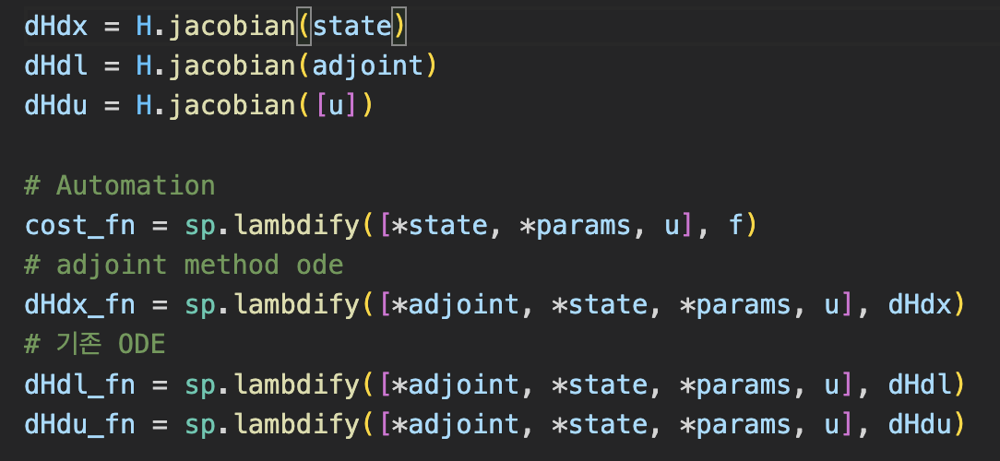 dHdx = H.jacobian(state)
dHdl = H.jacobian(adjoint)
dHdu = H.jacobian([u])
# Automation
cost_fn = sp.lambdify([*state, *params, u], f)
# adjoint method ode
dHdx_fn = sp.lambdify([*adjoint, *state, *params, u], dHdx)
# 기존 ODE
dHdl_fn = sp.lambdify([*adjoint, *state, *params, u], dHdl)
dHdu_fn = sp.lambdify([*adjoint, *state, *params, u], dHdu)